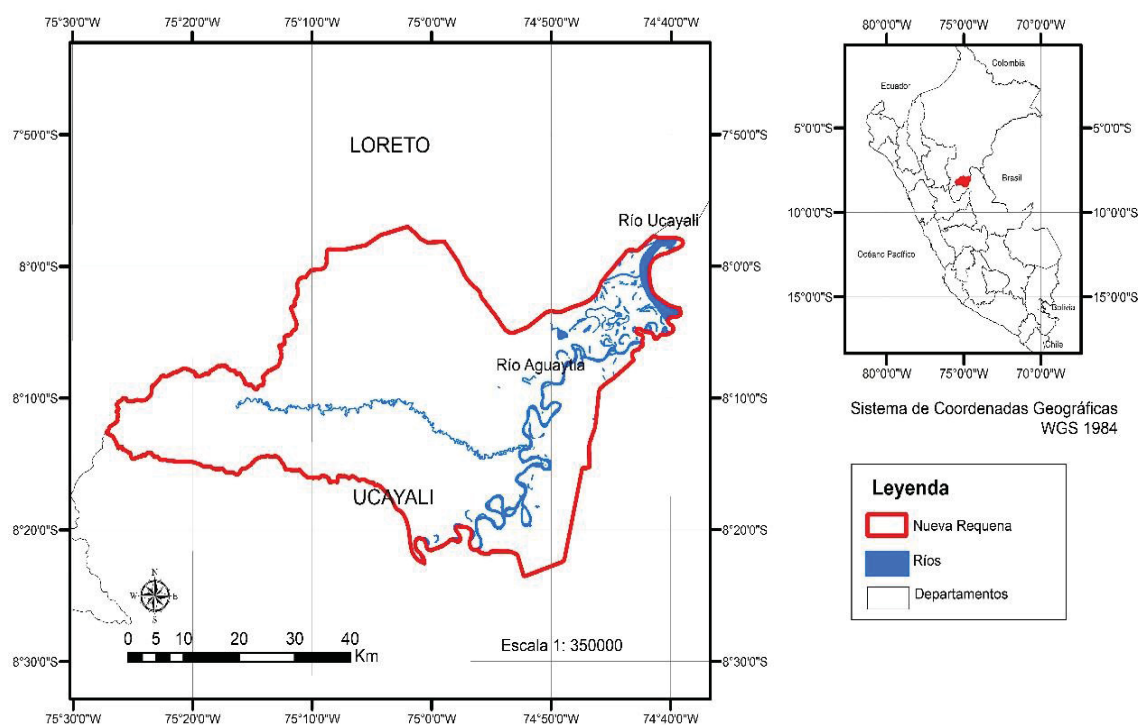 75°30'0"W 75°20'0"W 75°10'0"W 75°0'0"W 74°50'0"W 74°40'0"W
7°50'0"S 7°50'0"S
LORETO
Río Ucayali
8°00'0"S 8°00'0"S
Río Aguaytía
8°10'0"S 8°10'0"S
UCAYALI
8°20'0"S 8°20'0"S
N
W E
S
0 5 10 20 30 40
Km
Escala 1: 350000
8°30'0"S 8°30'0"S
75°30'0"W 75°20'0"W 75°10'0"W 75°0'0"W 74°50'0"W 74°40'0"W
80°0'0"W 75°0'0"W 70°0'0"W
Colombia
Ecuador
5°0'0"S 5°0'0"S
Brasil
10°0'0"S 10°0'0"S
Océano Pacífico
15°0'0"S 15°0'0"S
Bolivia
Chile
80°0'0"W 75°0'0"W 70°0'0"W
Sistema de Coordenadas Geográficas
WGS 1984
Leyenda
Nueva Requena
Ríos
Departamentos